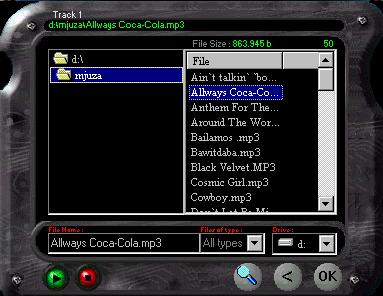 Track 1
d:\mjuza\Allways Coca-Cola.mp3
File Size : 863.945 b 50
d:\
mjuza
File
Ain`t talkin` `bo...
Allways Coca-Co...
Anthem For The...
Around The Wor...
Bailamos .mp3
Bawitdaba.mp3
Black Velvet.MP3
Cosmic Girl.mp3
Cowboy.mp3
File Name: Files of type: Drive:
Allways Coca-Cola.mp3 All types d:
< OK